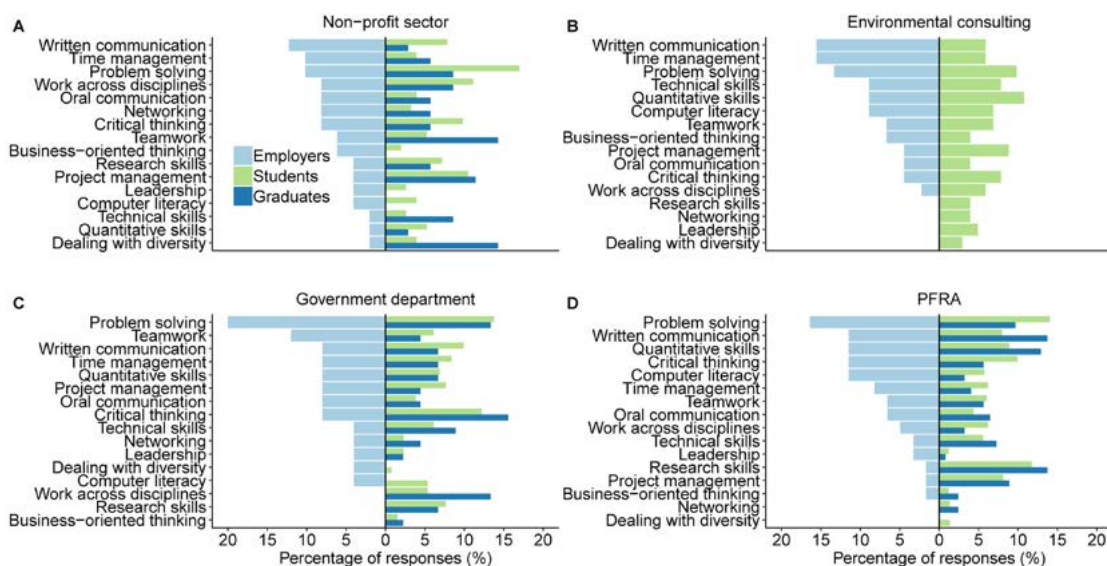 A
Non-profit sector
Written communication
Time management
Problem solving
Work across disciplines
Oral communication
Networking
Critical thinking
Teamwork
Business-oriented thinking
Research skills
Project management
Leadership
Computer literacy
Technical skills
Quantitative skills
Dealing with diversity
Employers
Students
Graduates
B
Environmental consulting
Written communication
Time management
Problem solving
Technical skills
Quantitative skills
Computer literacy
Teamwork
Business-oriented thinking
Project management
Oral communication
Critical thinking
Work across disciplines
Research skills
Networking
Leadership
Dealing with diversity
C
Government department
Problem solving
Teamwork
Written communication
Time management
Quantitative skills
Project management
Oral communication
Critical thinking
Technical skills
Networking
Leadership
Dealing with diversity
Computer literacy
Work across disciplines
Research skills
Business-oriented thinking
20 15 10 5 0 5 10 15 20
Percentage of responses (%)
D
PFRA
Problem solving
Written communication
Quantitative skills
Critical thinking
Computer literacy
Time management
Teamwork
Oral communication
Work across disciplines
Technical skills
Leadership
Research skills
Project management
Business-oriented thinking
Networking
Dealing with diversity
20 15 10 5 0 5 10 15 20
Percentage of responses (%)